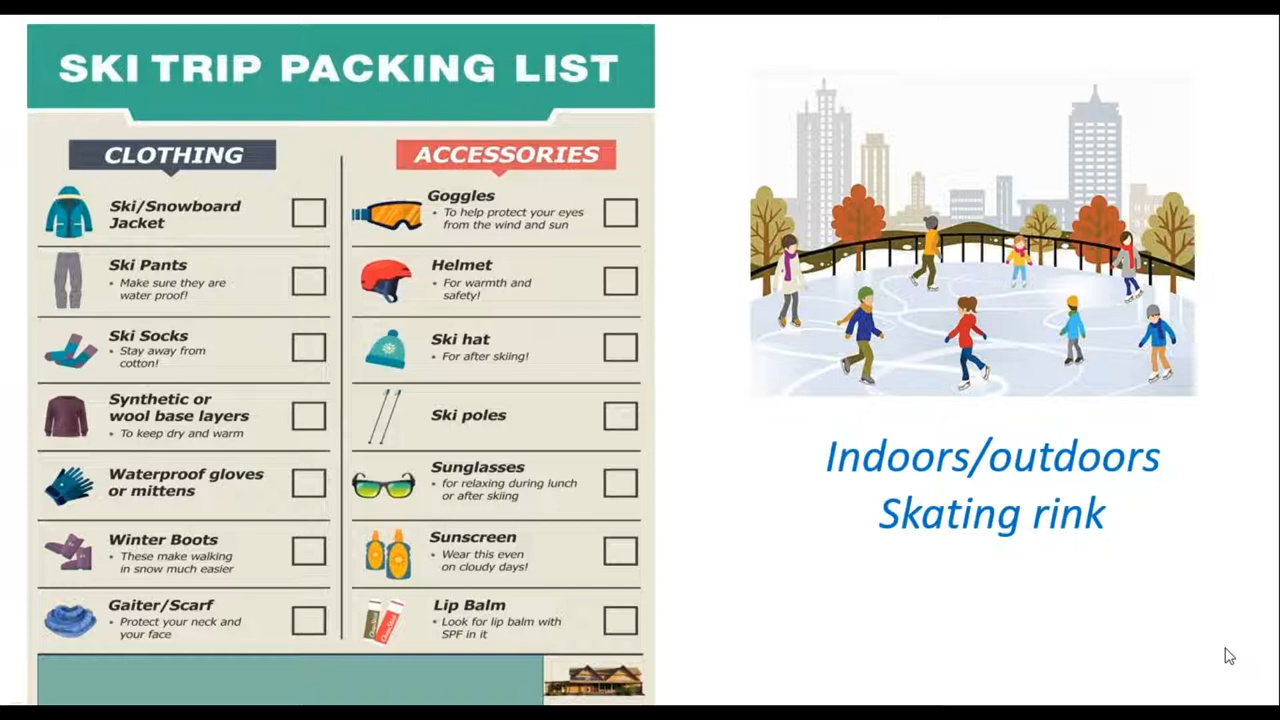 SKI TRIP PACKING LIST
CLOTHING
Ski/Snowboard
Jacket
Ski Pants
• Make sure they are
water proof!
Ski Socks
• Stay away from
cotton!
Synthetic or
wool base layers
• To keep dry and warm
Waterproof gloves
or mittens
Winter Boots
• These make walking
in snow much easier
Gaiter/Scarf
• Protect your neck and
your face
ACCESSORIES
Goggles
• To help protect your eyes
from the wind and sun
Helmet
• For warmth and
safety!
Ski hat
• For after skiing!
Ski poles
Sunglasses
• for relaxing during lunch
or after skiing
Sunscreen
• Wear this even
on cloudy days!
Lip Balm
• Look for lip balm with
SPF in it
Indoors/outdoors
Skating rink